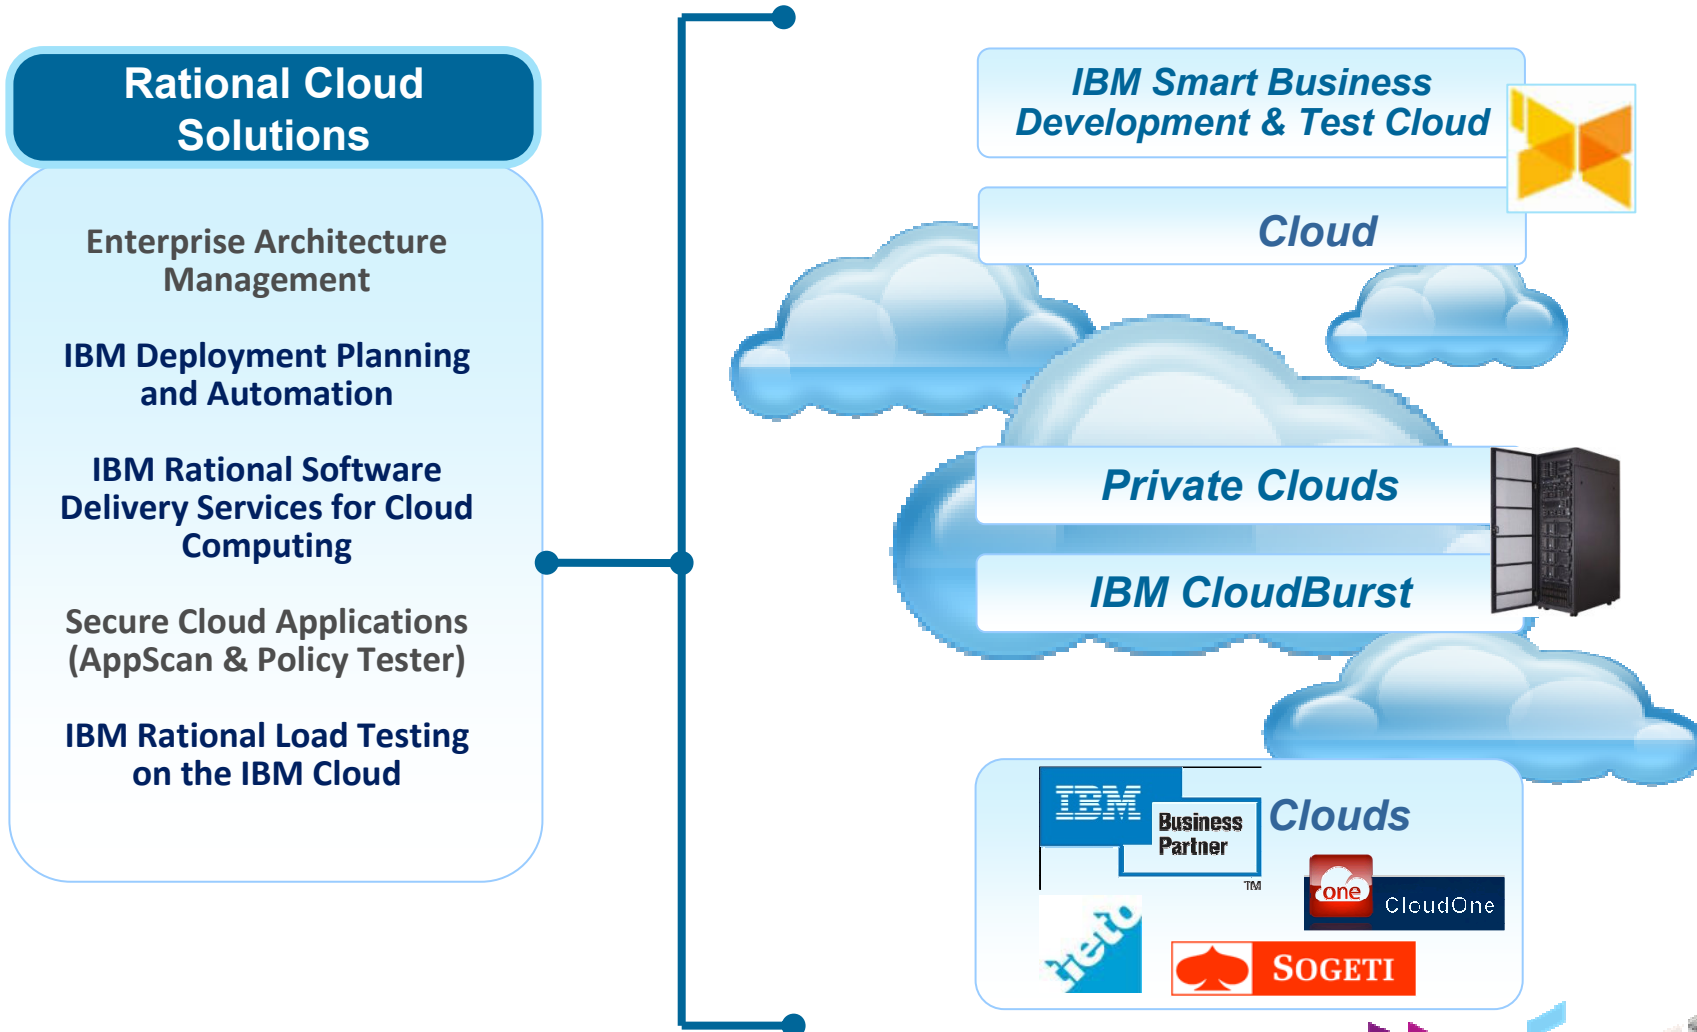 Rational Cloud
Solutions
Enterprise Architecture
Management
IBM Deployment Planning
and Automation
IBM Rational Software
Delivery Services for Cloud
Computing
Secure Cloud Applications
(AppScan & Policy Tester)
IBM Rational Load Testing
on the IBM Cloud
IBM Smart Business
Development & Test Cloud
Cloud
Private Clouds
IBM CloudBurst
IBM
Business
Partner
TM
Clouds
one
CloudOne
tieto
SOGETI